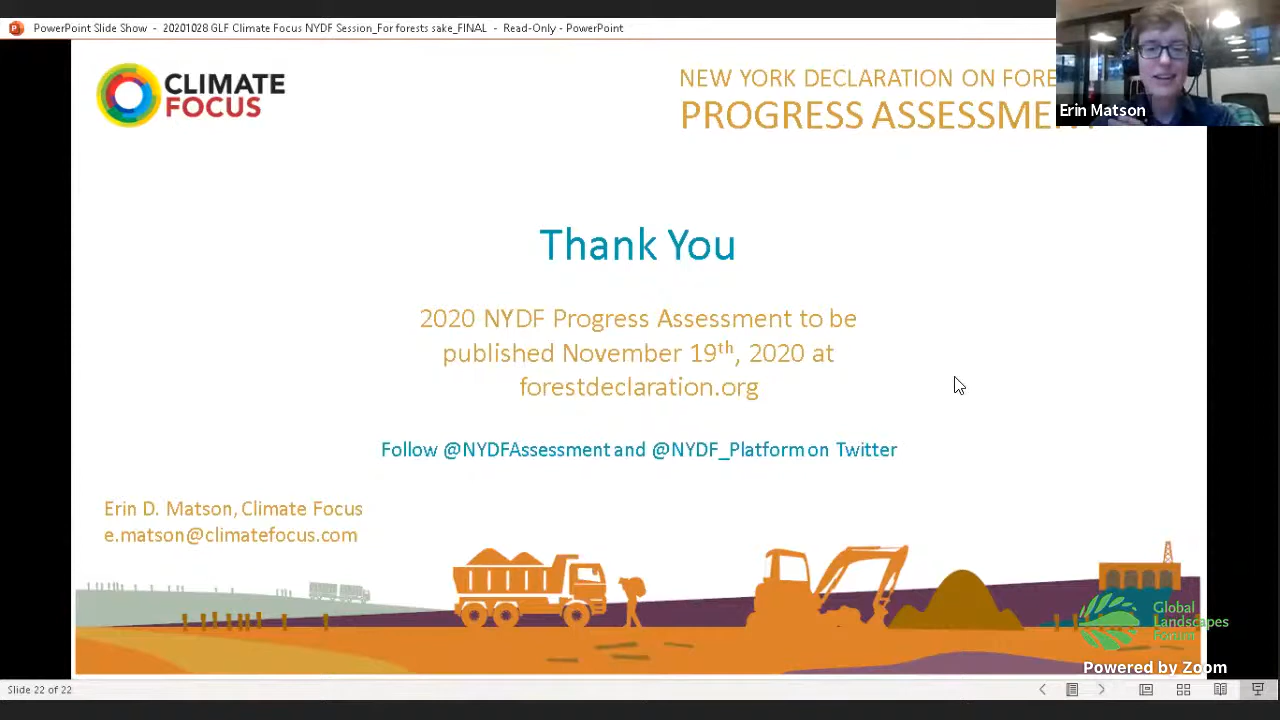 PowerPoint Slide Show - 20201028 GLF Climate Focus NYDF Session_For forests sake_FINAL - Read-Only - PowerPoint
CLIMATE
FOCUS
NEW YORK DECLARATION ON FORE
PROGRESS ASSESSMENT
Erin Matson
Thank You
2020 NYDF Progress Assessment to be
published November 19th, 2020 at
forestdeclaration.org
Follow @NYDFAssessment and @NYDF_Platform on Twitter
Erin D. Matson, Climate Focus
e.matson@climatefocus.com
Global
Landscapes
Forum
Powered by Zoom
Slide 22 of 22